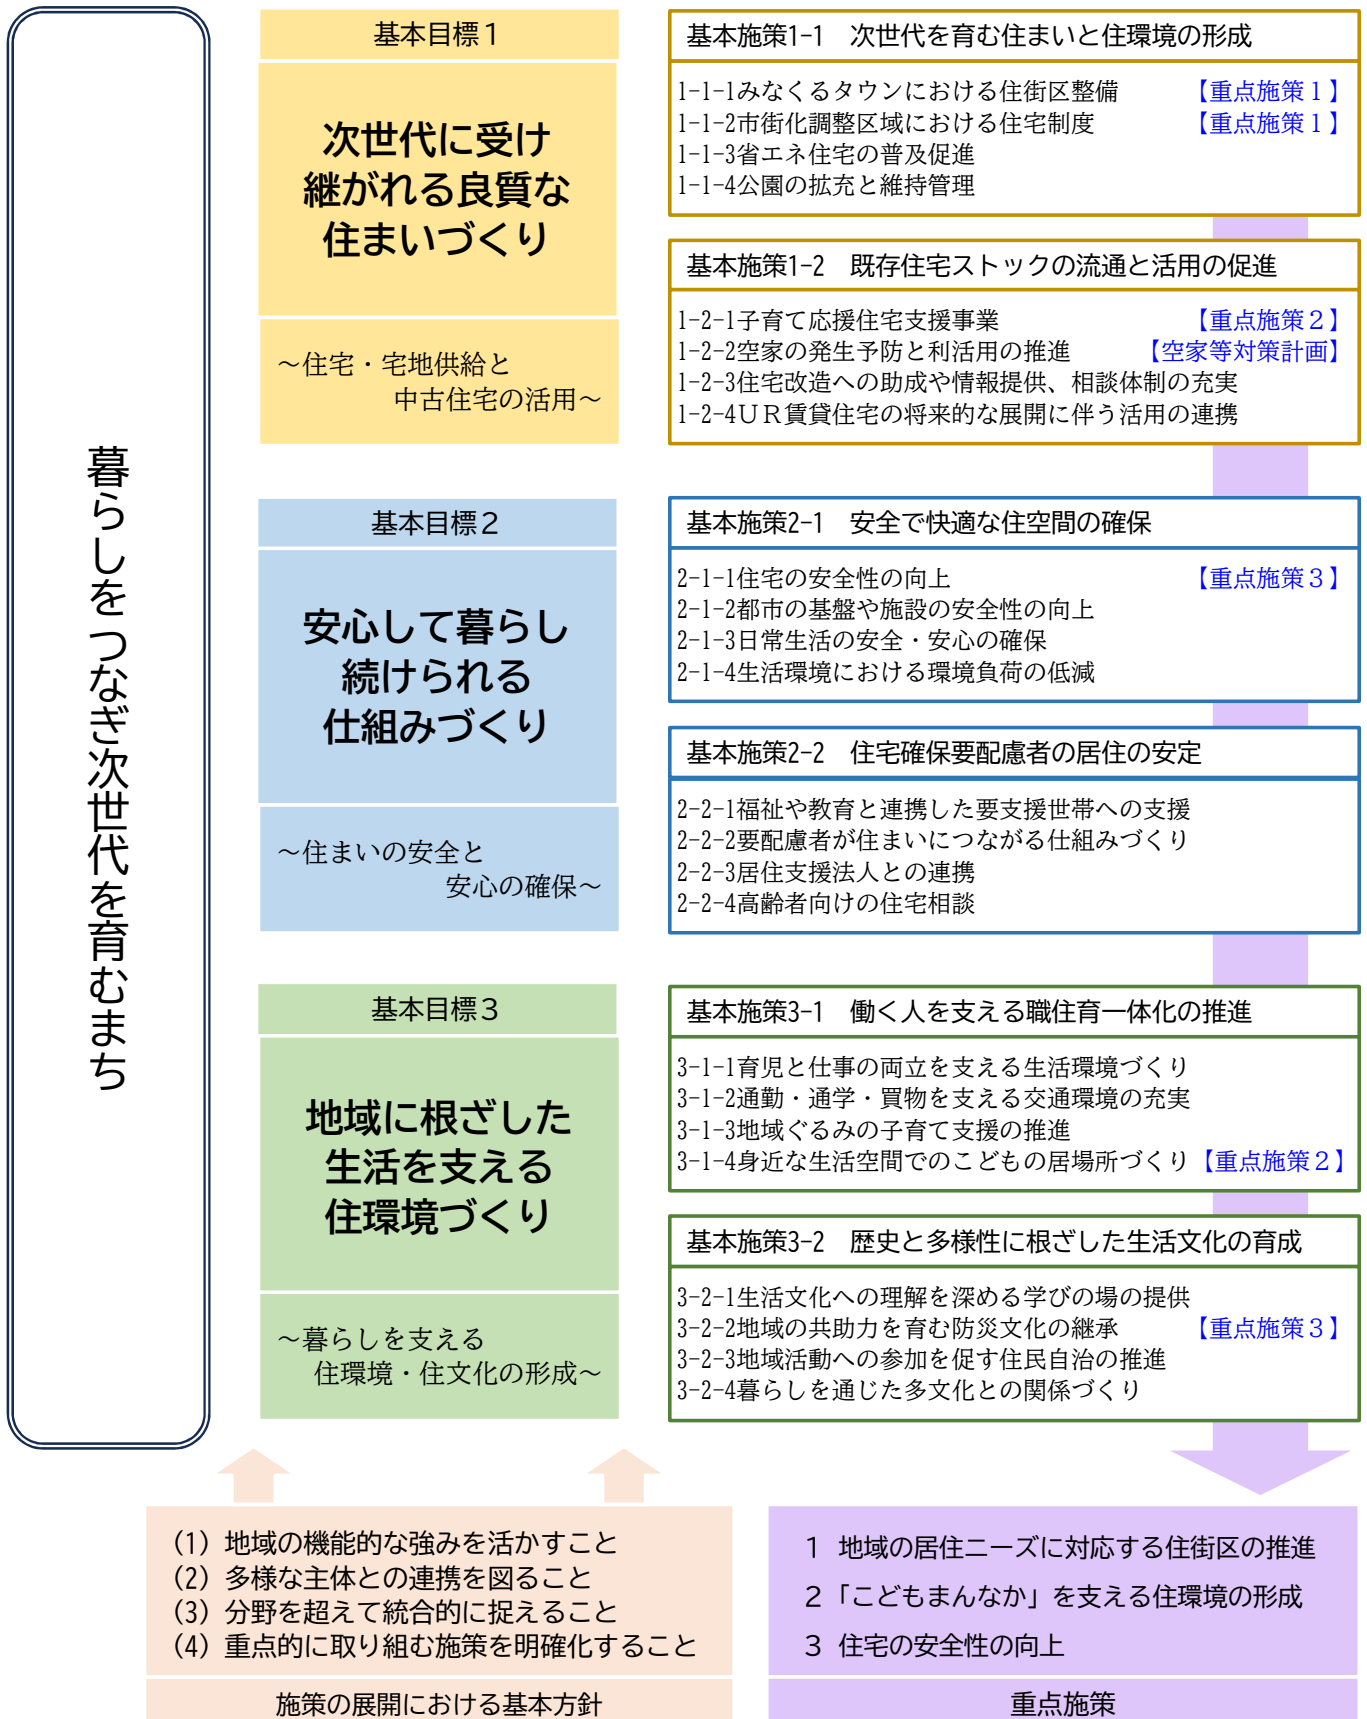 暮らしをつなぎ次世代を育むまち
基本目標１
次世代に受け
継がれる良質な
住まいづくり
～住宅・宅地供給と
中古住宅の活用～
基本施策1-1　次世代を育む住まいと住環境の形成
1-1-1みなくるタウンにおける住街区整備　【重点施策１】
1-1-2市街化調整区域における住宅制度　【重点施策１】
1-1-3省エネ住宅の普及促進
1-1-4公園の拡充と維持管理
基本施策1-2　既存住宅ストックの流通と活用の促進
1-2-1子育て応援住宅支援事業　【重点施策２】
1-2-2空家の発生予防と利活用の推進　【空家等対策計画】
1-2-3住宅改造への助成や情報提供、相談体制の充実
1-2-4ＵＲ賃貸住宅の将来的な展開に伴う活用の連携
基本目標２
安心して暮らし
続けられる
仕組みづくり
～住まいの安全と
安心の確保～
基本施策2-1　安全で快適な住空間の確保
2-1-1住宅の安全性の向上　【重点施策３】
2-1-2都市の基盤や施設の安全性の向上
2-1-3日常生活の安全・安心の確保
2-1-4生活環境における環境負荷の低減
基本施策2-2　住宅確保要配慮者の居住の安定
2-2-1福祉や教育と連携した要支援世帯への支援
2-2-2要配慮者が住まいにつながる仕組みづくり
2-2-3居住支援法人との連携
2-2-4高齢者向けの住宅相談
基本目標３
地域に根ざした
生活を支える
住環境づくり
～暮らしを支える
住環境・住文化の形成～
基本施策3-1　働く人を支える職住育一体化の推進
3-1-1育児と仕事の両立を支える生活環境づくり
3-1-2通勤・通学・買物を支える交通環境の充実
3-1-3地域ぐるみの子育て支援の推進
3-1-4身近な生活空間でのこどもの居場所づくり【重点施策２】
基本施策3-2　歴史と多様性に根ざした生活文化の育成
3-2-1生活文化への理解を深める学びの場の提供
3-2-2地域の共助力を育む防災文化の継承　【重点施策３】
3-2-3地域活動への参加を促す住民自治の推進
3-2-4暮らしを通じた多文化との関係づくり
(1) 地域の機能的な強みを活かすこと
(2) 多様な主体との連携を図ること
(3) 分野を超えて統合的に捉えること
(4) 重点的に取り組む施策を明確化すること
施策の展開における基本方針
１ 地域の居住ニーズに対応する住街区の推進
２「こどもまんなか」を支える住環境の形成
３ 住宅の安全性の向上
重点施策